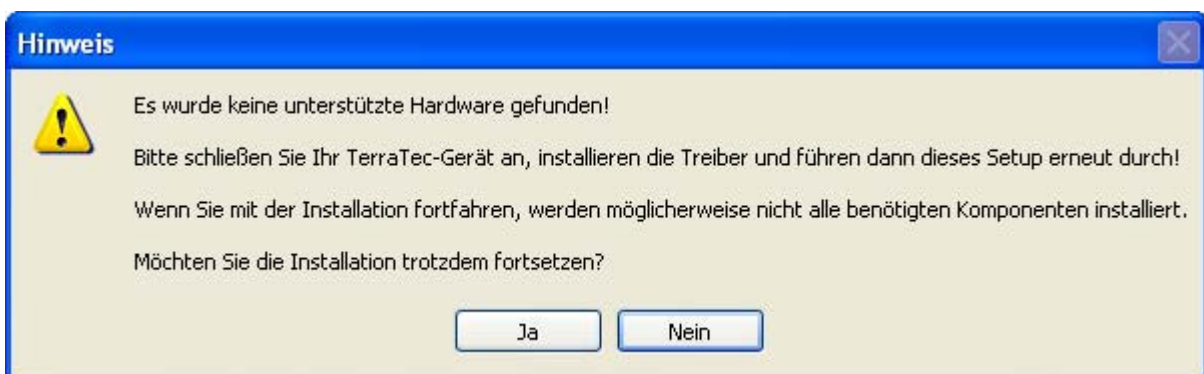 Hinweis
Es wurde keine unterstützte Hardware gefunden!
Bitte schließen Sie Ihr TerraTec-Gerät an, installieren die Treiber und führen dann dieses Setup erneut durch!
Wenn Sie mit der Installation fortfahren, werden möglicherweise nicht alle benötigten Komponenten installiert.
Möchten Sie die Installation trotzdem fortsetzen?
Ja
Nein